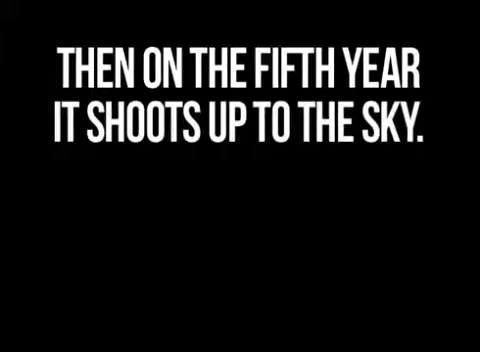 THEN ON THE FIFTH YEAR
IT SHOOTS UP TO THE SKY.